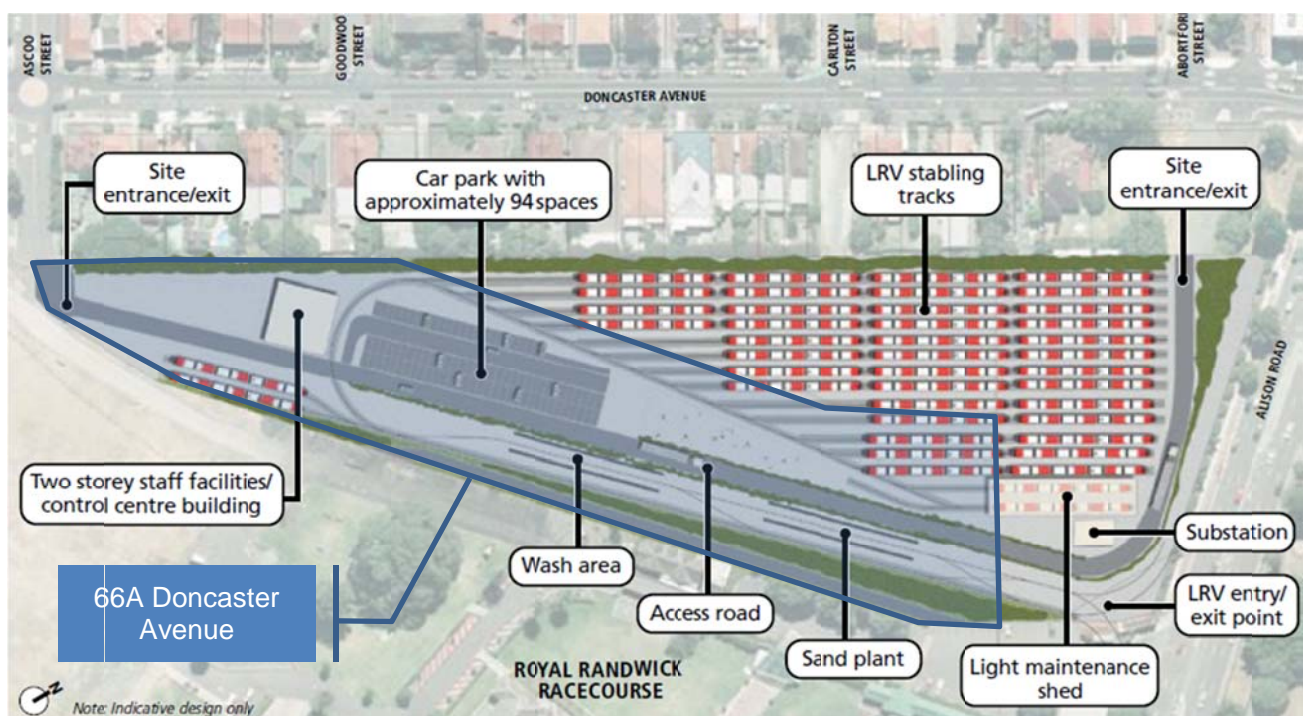 ASCOO
STREET
GOODWOO
STREET
CARLTON
STREET
ABORTFOR
STREET
DONCASTER AVENUE
Site
entrance/exit
Car park with
approximately 94 spaces
LRV stabling
tracks
Site
entrance/exit
ALISON ROAD
Two storey staff facilities/
control centre building
Wash area
Access road
Sand plant
Substation
LRV entry/
exit point
Light maintenance
shed
66A Doncaster
Avenue
ROYAL RANDWICK
RACECOURSE
N
Note: Indicative design only